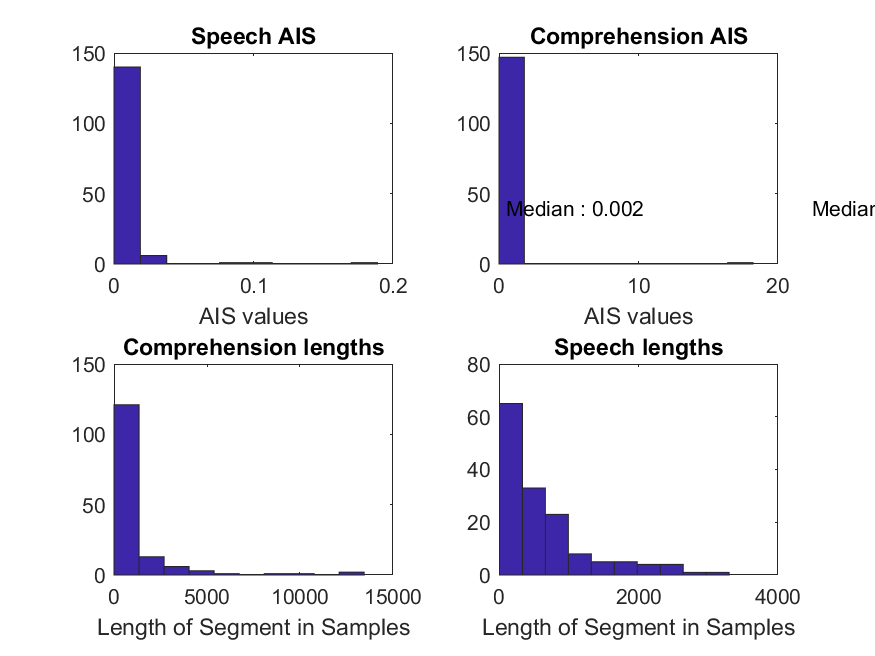 Speech AIS
150
100
50
0
0 0.1 0.2
AIS values
Comprehension AIS
150
100
50
0
Median : 0.002
Median
0 10 20
AIS values
Comprehension lengths
150
100
50
0
0 5000 10000 15000
Length of Segment in Samples
Speech lengths
80
60
40
20
0
0 2000 4000
Length of Segment in Samples